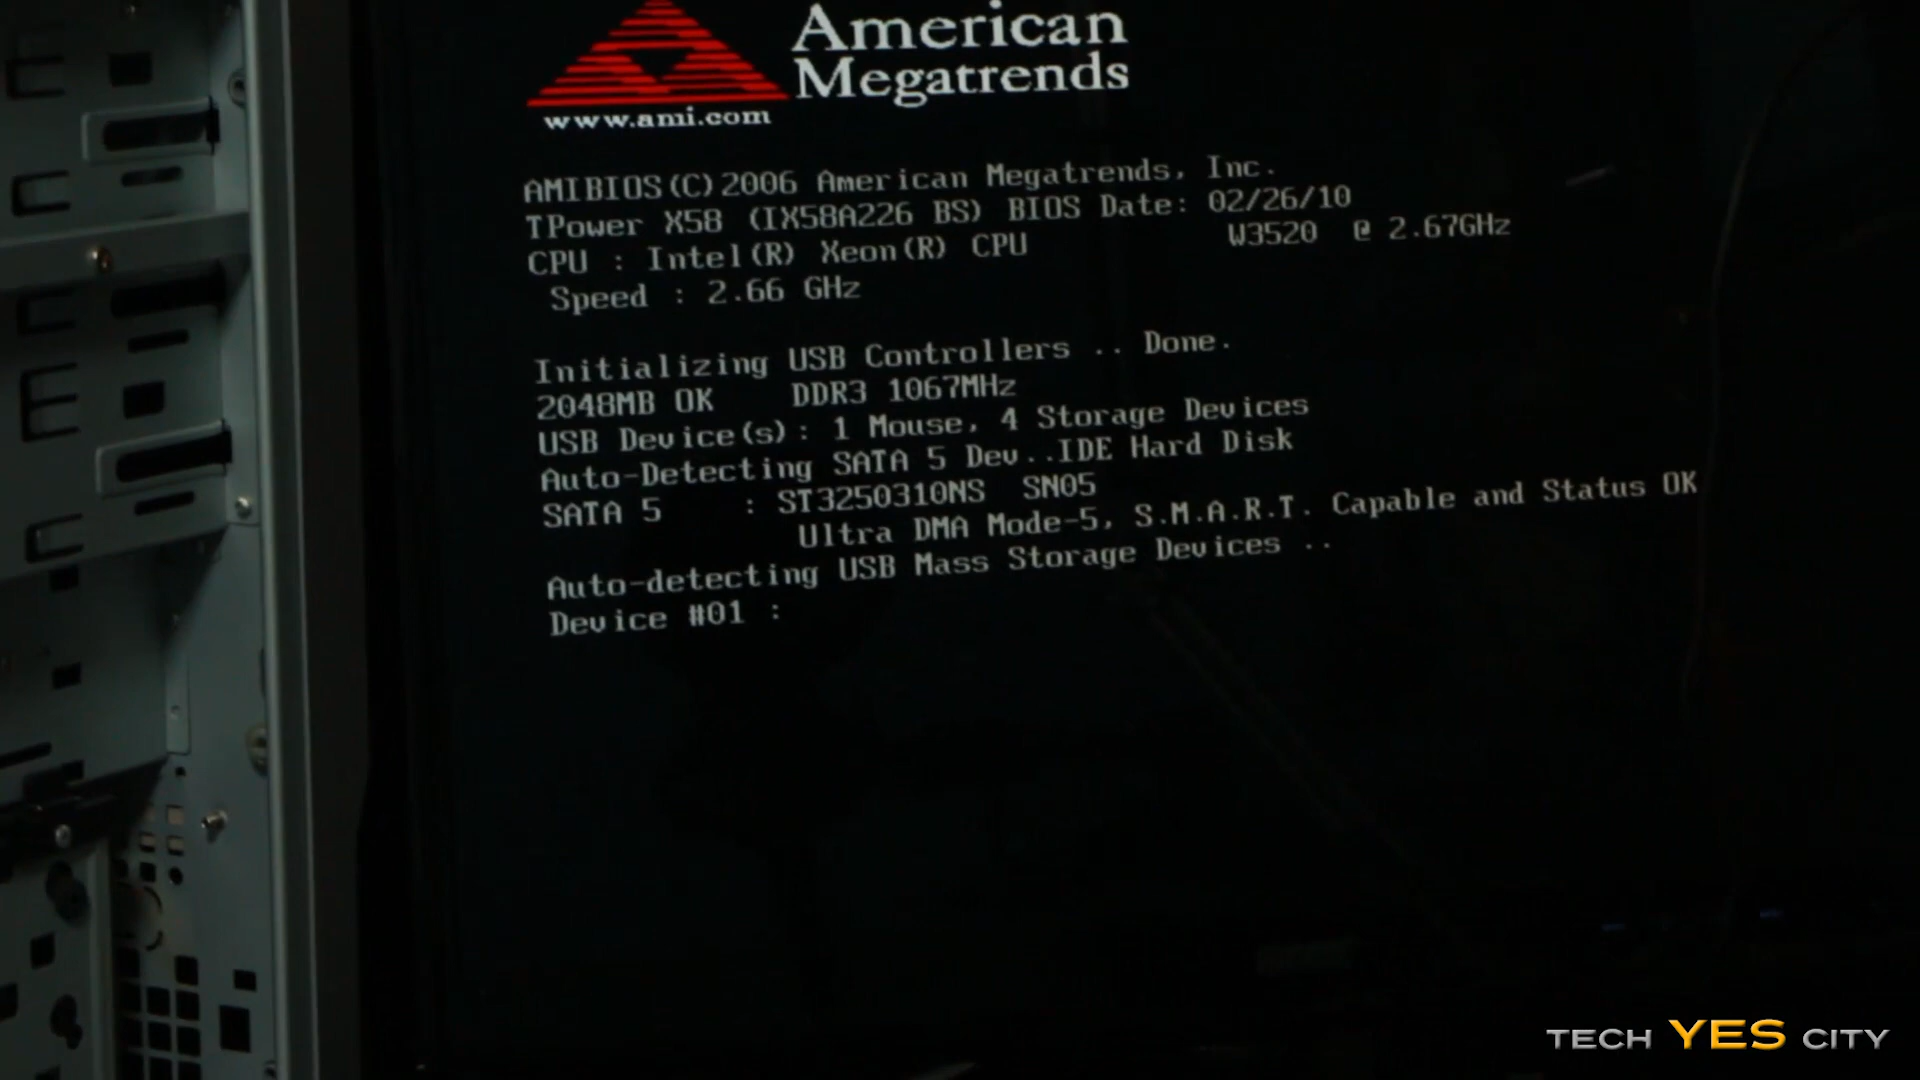 American
Megatrends
www.ami.com
AMIBIOS(C)2006 American Megatrends, Inc.
TPower X58 (IX58A226 BS) BIOS Date: 02/26/10
CPU : Intel(R) Xeon(R) CPU W3520 @ 2.67GHz
Speed : 2.66 GHz
Initializing USB Controllers .. Done.
2048MB OK DDR3 1067MHz
USB Device(s): 1 Mouse, 4 Storage Devices
Auto-Detecting SATA 5 Dev..IDE Hard Disk
SATA 5 : ST3250310NS SN05
Ultra DMA Mode-5, S.M.A.R.T. Capable and Status OK
Auto-detecting USB Mass Storage Devices ..
Device #01 :
TECH YES CITY